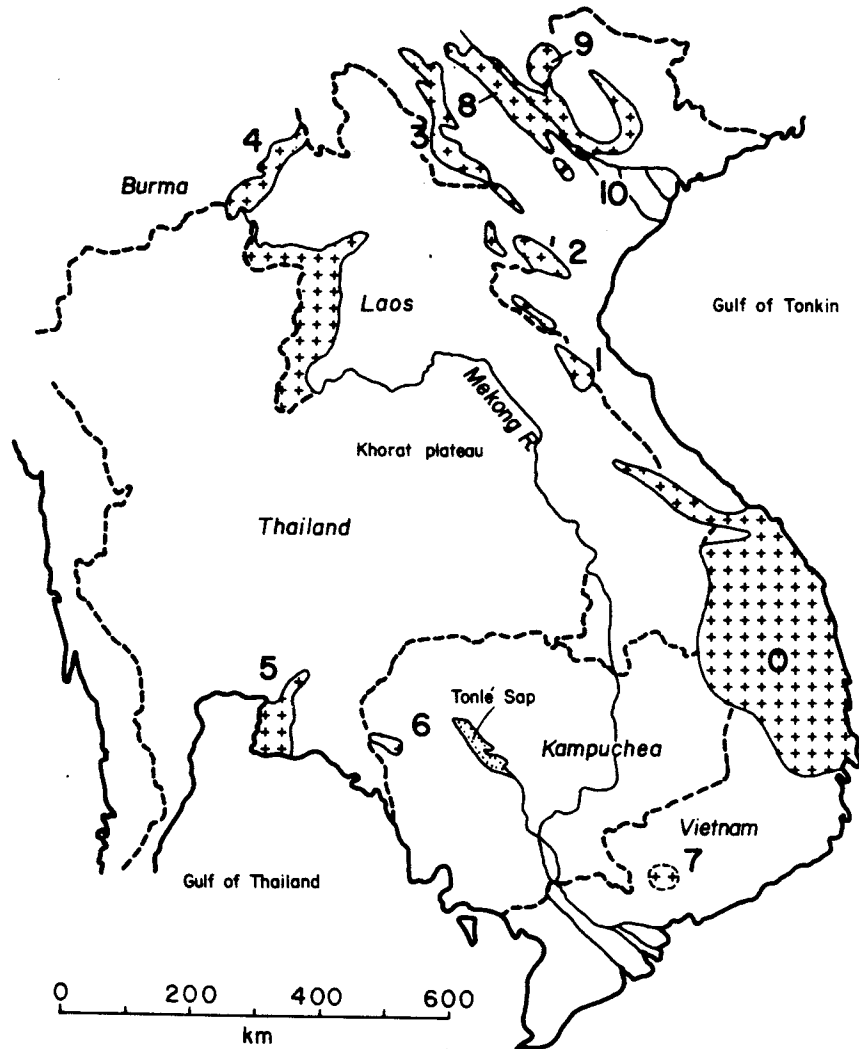 9
8
4
3
Burma
10
2
Laos
Gulf of Tonkin
1
Mekong R.
Khorat plateau
Thailand
0
5
Tonlé Sap
6
Kampuchea
Vietnam
7
Gulf of Thailand
0 200 400 600
km